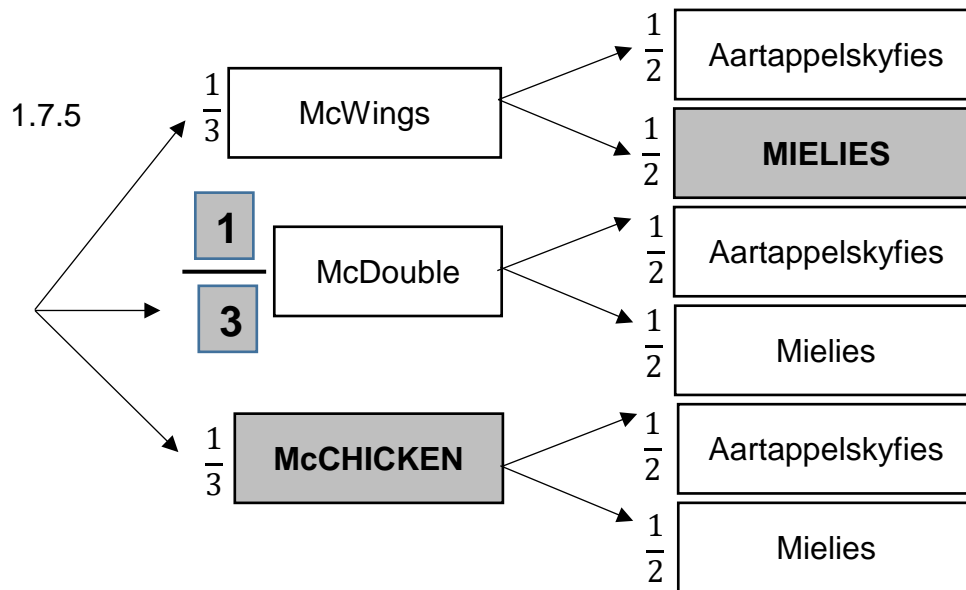 1.7.5
1/3 McWings
1/2 Aartappelskyfies
1/2 MIELIES
1/3 McDouble
1/2 Aartappelskyfies
1/2 Mielies
1/3 McCHICKEN
1/2 Aartappelskyfies
1/2 Mielies